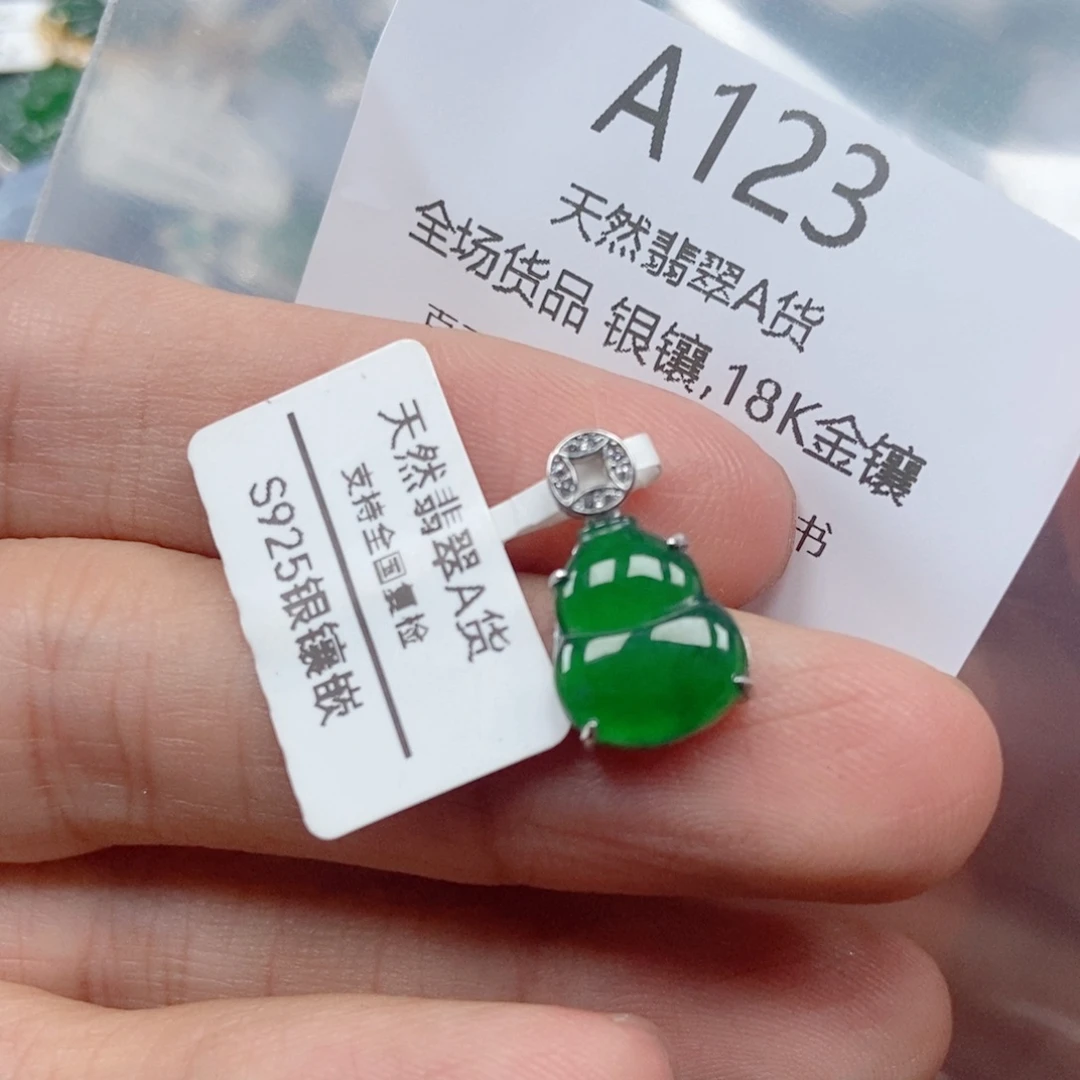 A123
天然翡翠A货
全场货品 银镶,18K金镶
书
天然翡翠A货
支持全国复检
S925银镶嵌